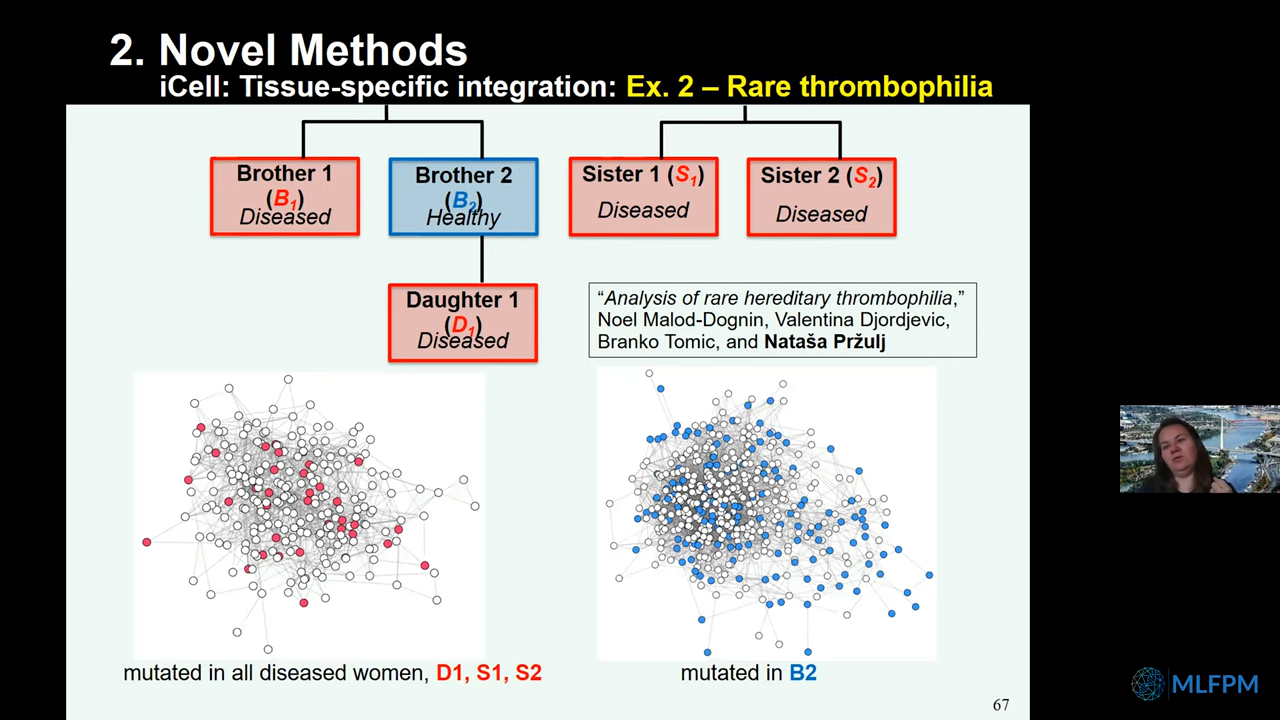 2. Novel Methods
iCell: Tissue-specific integration: Ex. 2 – Rare thrombophilia
Brother 1
(B1)
Diseased
Brother 2
(B2)
Healthy
Sister 1 (S1)
Diseased
Sister 2 (S2)
Diseased
Daughter 1
(D1)
Diseased
“Analysis of rare hereditary thrombophilia,”
Noel Malod-Dognin, Valentina Djordjevic,
Branko Tomic, and Nataša Pržulj
mutated in all diseased women, D1, S1, S2
mutated in B2
67
MLFPM